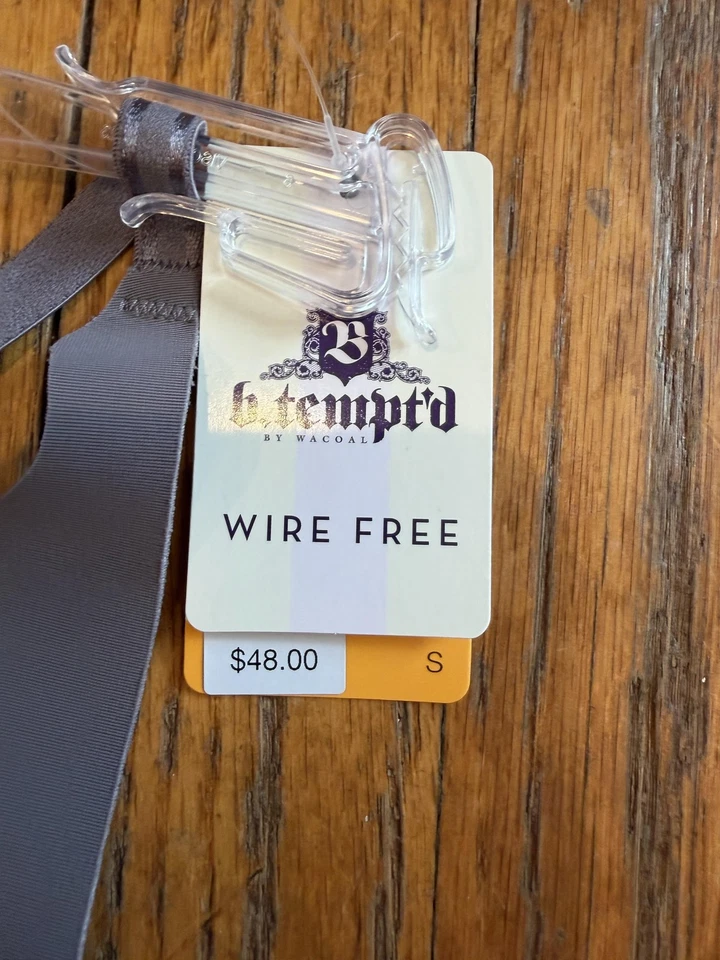 B
b.tempt'd
BY WACOAL
WIRE FREE
$48.00 S